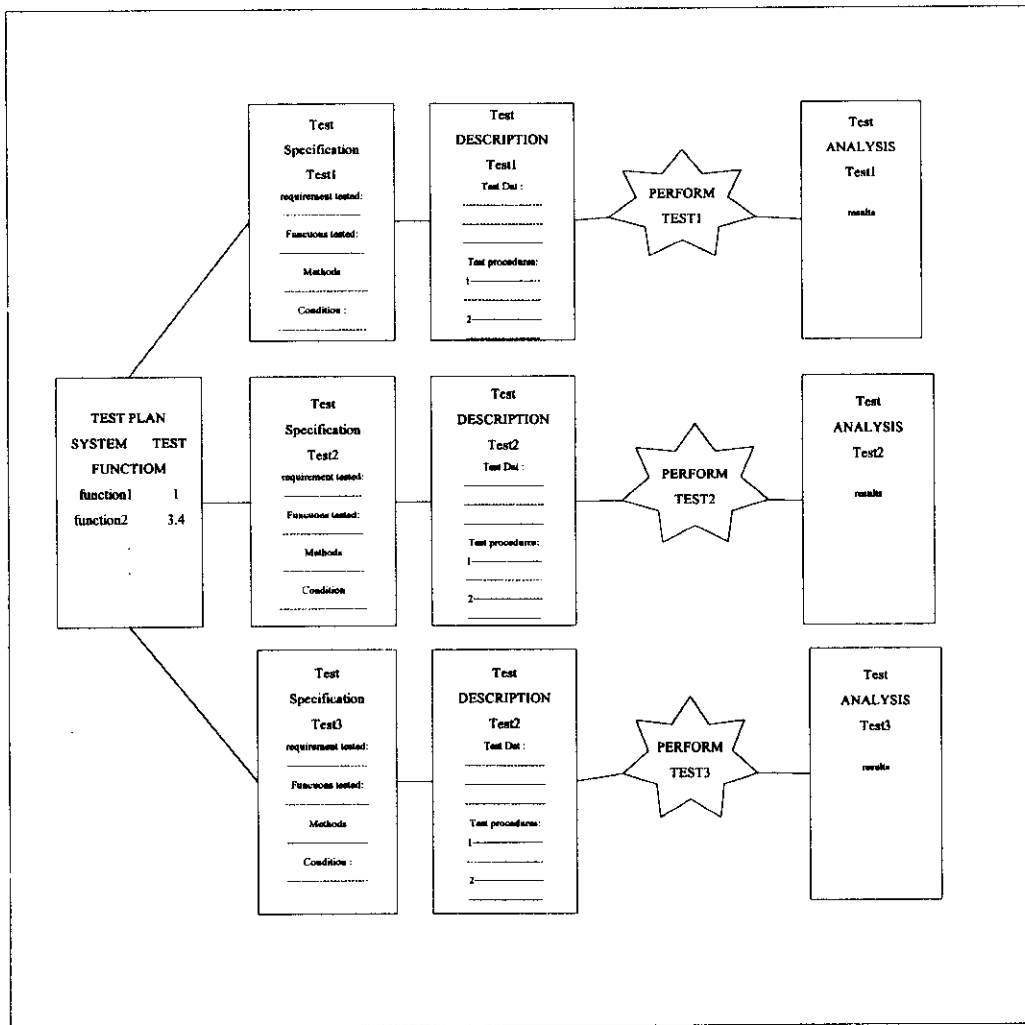 Test
Specification
Test1
requirement tested:
Functions tested:
Methods
Condition :
Test
DESCRIPTION
Test1
Test Dat :
Test procedures:
1
2
PERFORM
TEST1
Test
ANALYSIS
Test1
results
TEST PLAN
SYSTEM TEST
FUNCTIOM
function1 1
function2 3.4
.
.
Test
Specification
Test2
requirement tested:
Functions tested:
Methods
Condition
Test
DESCRIPTION
Test2
Test Dat :
Test procedures:
1
2
PERFORM
TEST2
Test
ANALYSIS
Test2
results
Test
Specification
Test3
requirement tested:
Functions tested:
Methods
Condition :
Test
DESCRIPTION
Test2
Test Dat :
Test procedures:
1
2
PERFORM
TEST3
Test
ANALYSIS
Test3
results